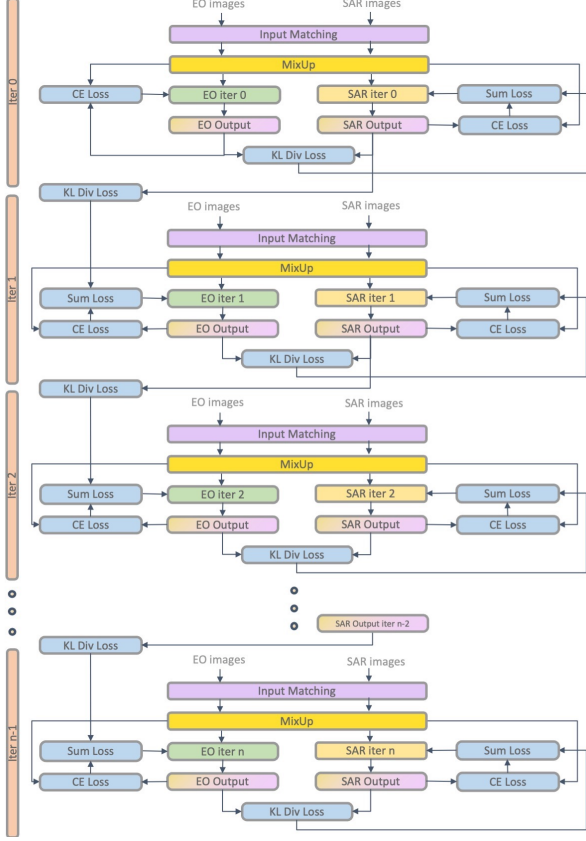 EO images
SAR images
Input Matching
MixUp
Iter 0
CE Loss
EO iter 0
SAR iter 0
Sum Loss
EO Output
SAR Output
CE Loss
KL Div Loss
KL Div Loss
EO images
SAR images
Input Matching
MixUp
Iter 1
Sum Loss
EO iter 1
SAR iter 1
Sum Loss
CE Loss
EO Output
SAR Output
CE Loss
KL Div Loss
KL Div Loss
EO images
SAR images
Input Matching
MixUp
Iter 2
Sum Loss
EO iter 2
SAR iter 2
Sum Loss
CE Loss
EO Output
SAR Output
CE Loss
KL Div Loss
SAR Output iter n-2
KL Div Loss
EO images
SAR images
Input Matching
MixUp
Iter n-1
Sum Loss
EO iter n
SAR iter n
Sum Loss
CE Loss
EO Output
SAR Output
CE Loss
KL Div Loss